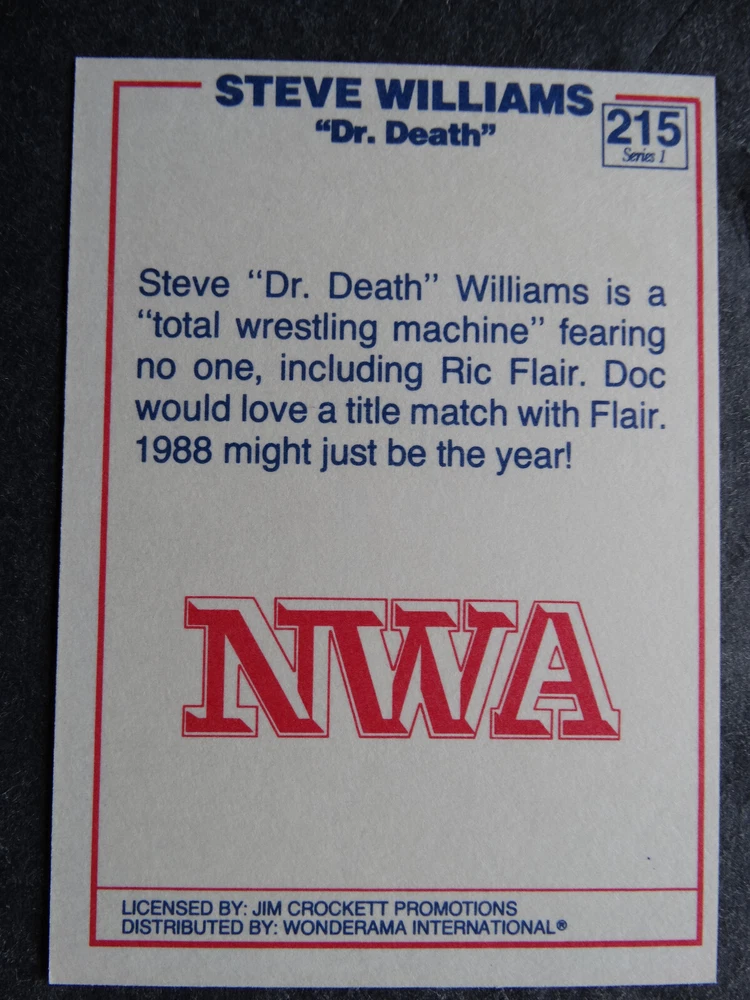 STEVE WILLIAMS
"Dr. Death"
215
Series 1
Steve "Dr. Death" Williams is a
"total wrestling machine" fearing
no one, including Ric Flair. Doc
would love a title match with Flair.
1988 might just be the year!
NWA
LICENSED BY: JIM CROCKETT PROMOTIONS
DISTRIBUTED BY: WONDERAMA INTERNATIONAL®